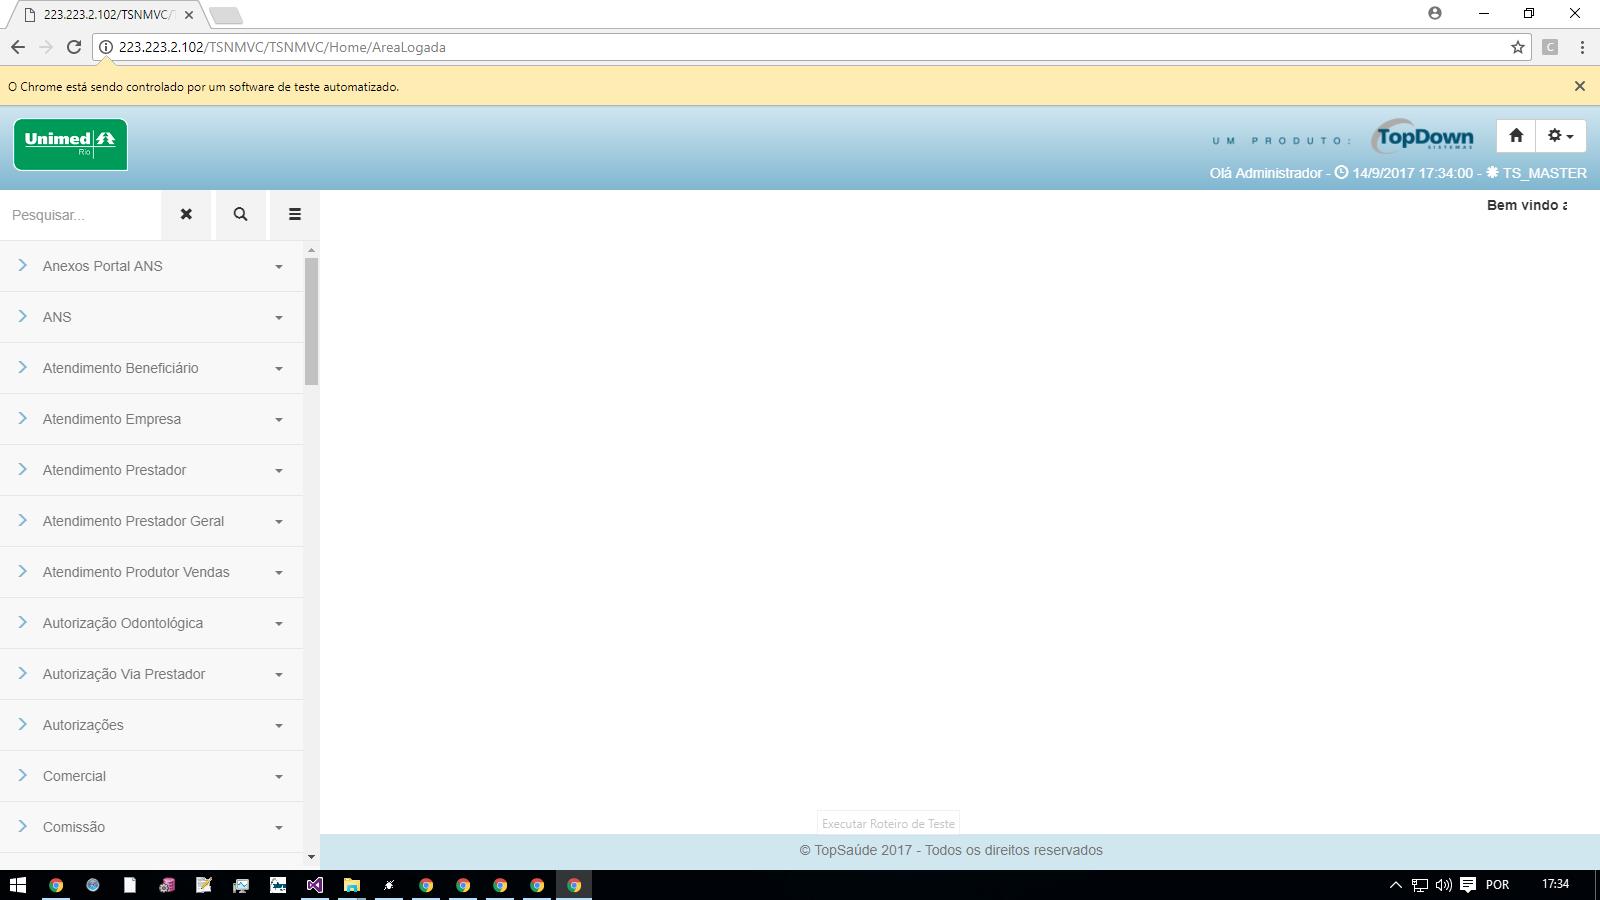 223.223.2.102/TSNMVC/T
223.223.2.102/TSNMVC/TSNMVC/Home/AreaLogada
C
O Chrome está sendo controlado por um software de teste automatizado.
Unimed
Rio
UM PRODUTO:
TopDown
SISTEMAS
Olá Administrador - 14/9/2017 17:34:00 - TS_MASTER
Pesquisar...
Bem vindo a
Anexos Portal ANS
ANS
Atendimento Beneficiário
Atendimento Empresa
Atendimento Prestador
Atendimento Prestador Geral
Atendimento Produtor Vendas
Autorização Odontológica
Autorização Via Prestador
Autorizações
Comercial
Comissão
Executar Roteiro de Teste
© TopSaúde 2017 - Todos os direitos reservados
POR
17:34